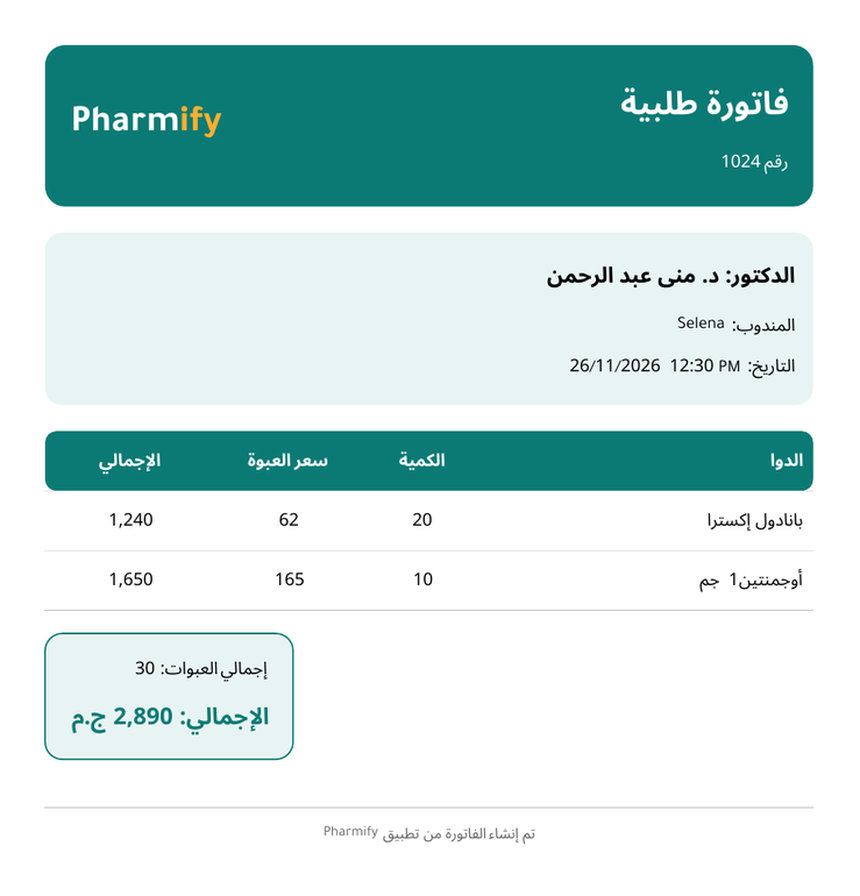 فاتورة طلبية
Pharmify
رقم 1024
الدكتور: د. منى عبد الرحمن
المندوب: Selena
التاريخ: 26/11/2026 12:30 PM
الدوا الكمية سعر العبوة الإجمالي
بانادول إكسترا 20 62 1,240
أوجمنتين1 جم 10 165 1,650
إجمالي العبوات: 30
الإجمالي: 2,890 ج.م
تم إنشاء الفاتورة من تطبيق Pharmify